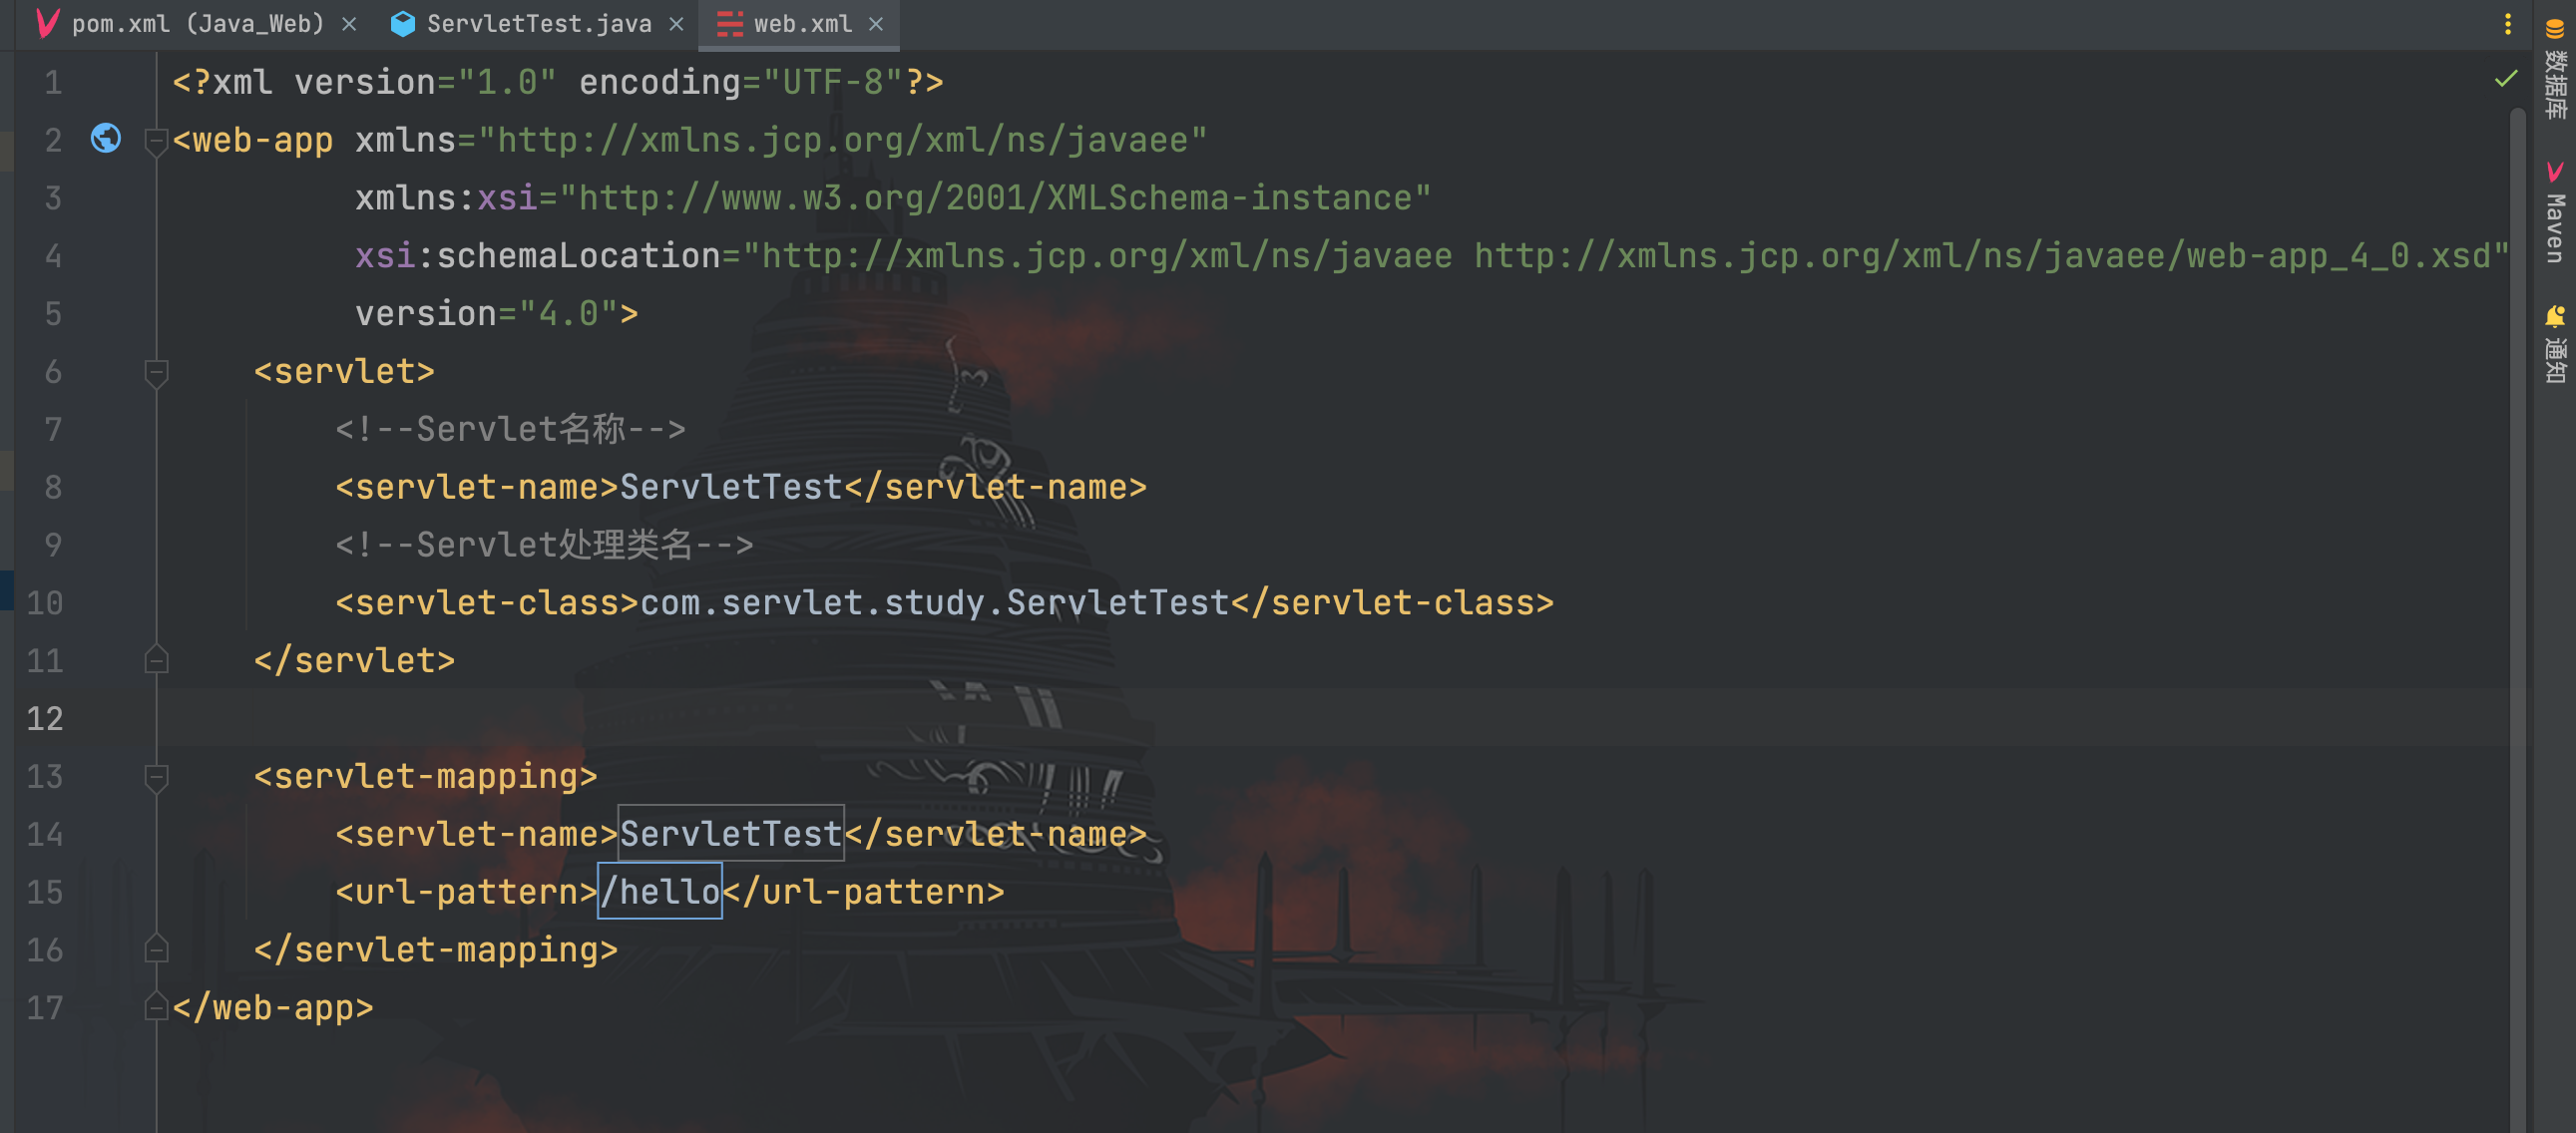 pom.xml (Java_Web)
ServletTest.java
web.xml
1 <?xml version="1.0" encoding="UTF-8"?>
2 <web-app xmlns="http://xmlns.jcp.org/xml/ns/javaee"
3 xmlns:xsi="http://www.w3.org/2001/XMLSchema-instance"
4 xsi:schemaLocation="http://xmlns.jcp.org/xml/ns/javaee http://xmlns.jcp.org/xml/ns/javaee/web-app_4_0.xsd"
5 version="4.0">
6 <servlet>
7 <!--Servlet名称-->
8 <servlet-name>ServletTest</servlet-name>
9 <!--Servlet处理类名-->
10 <servlet-class>com.servlet.study.ServletTest</servlet-class>
11 </servlet>
12
13 <servlet-mapping>
14 <servlet-name>ServletTest</servlet-name>
15 <url-pattern>/hello</url-pattern>
16 </servlet-mapping>
17 </web-app>
数据库
Maven
通知